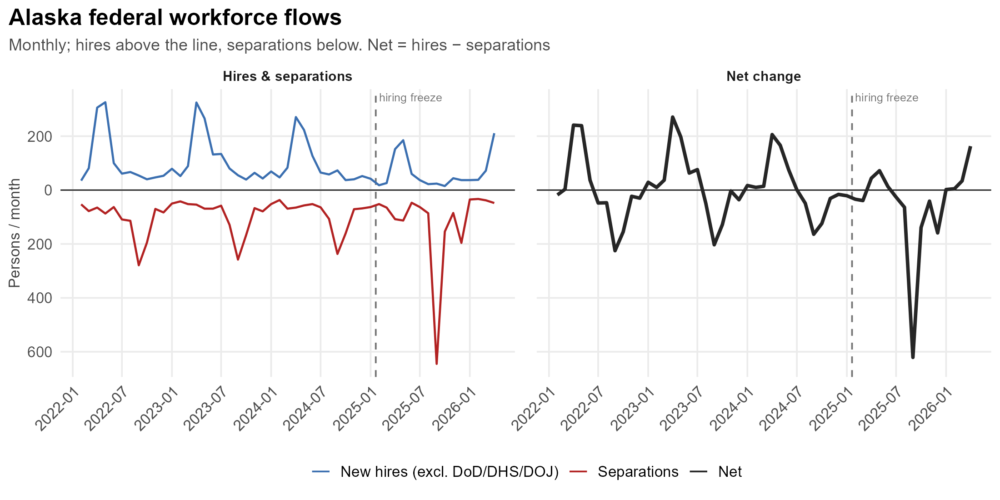 Alaska federal workforce flows
Monthly; hires above the line, separations below. Net = hires − separations
Hires & separations
Net change
hiring freeze
hiring freeze
Persons / month
200
0
200
400
600
2022-01
2022-07
2023-01
2023-07
2024-01
2024-07
2025-01
2025-07
2026-01
2022-01
2022-07
2023-01
2023-07
2024-01
2024-07
2025-01
2025-07
2026-01
New hires (excl. DoD/DHS/DOJ)
Separations
Net